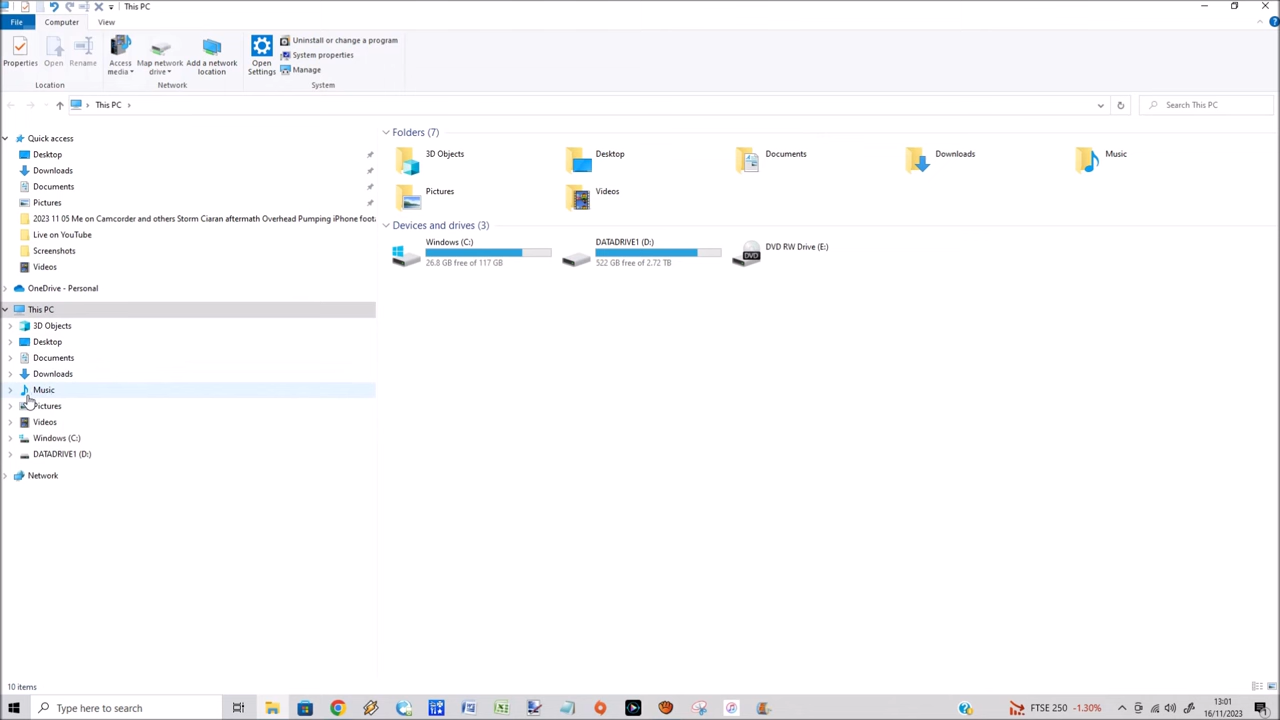 This PC
File
Computer
View
Properties
Open
Rename
Access media
Map network drive
Add a network location
Open Settings
Uninstall or change a program
System properties
Manage
Location
Network
System
This PC
Search This PC
Quick access
Desktop
Downloads
Documents
Pictures
2023 11 05 Me on Camcorder and others Storm Ciaran aftermath Overhead Pumping iPhone foota
Live on YouTube
Screenshots
Videos
OneDrive - Personal
This PC
3D Objects
Desktop
Documents
Downloads
Music
Pictures
Videos
Windows (C:)
DATADRIVE1 (D:)
Network
Folders (7)
3D Objects
Desktop
Documents
Downloads
Music
Pictures
Videos
Devices and drives (3)
Windows (C:)
26.8 GB free of 117 GB
DATADRIVE1 (D:)
522 GB free of 2.72 TB
DVD
DVD RW Drive (E:)
10 items
Type here to search
FTSE 250 -1.30%
13:01
16/11/2023